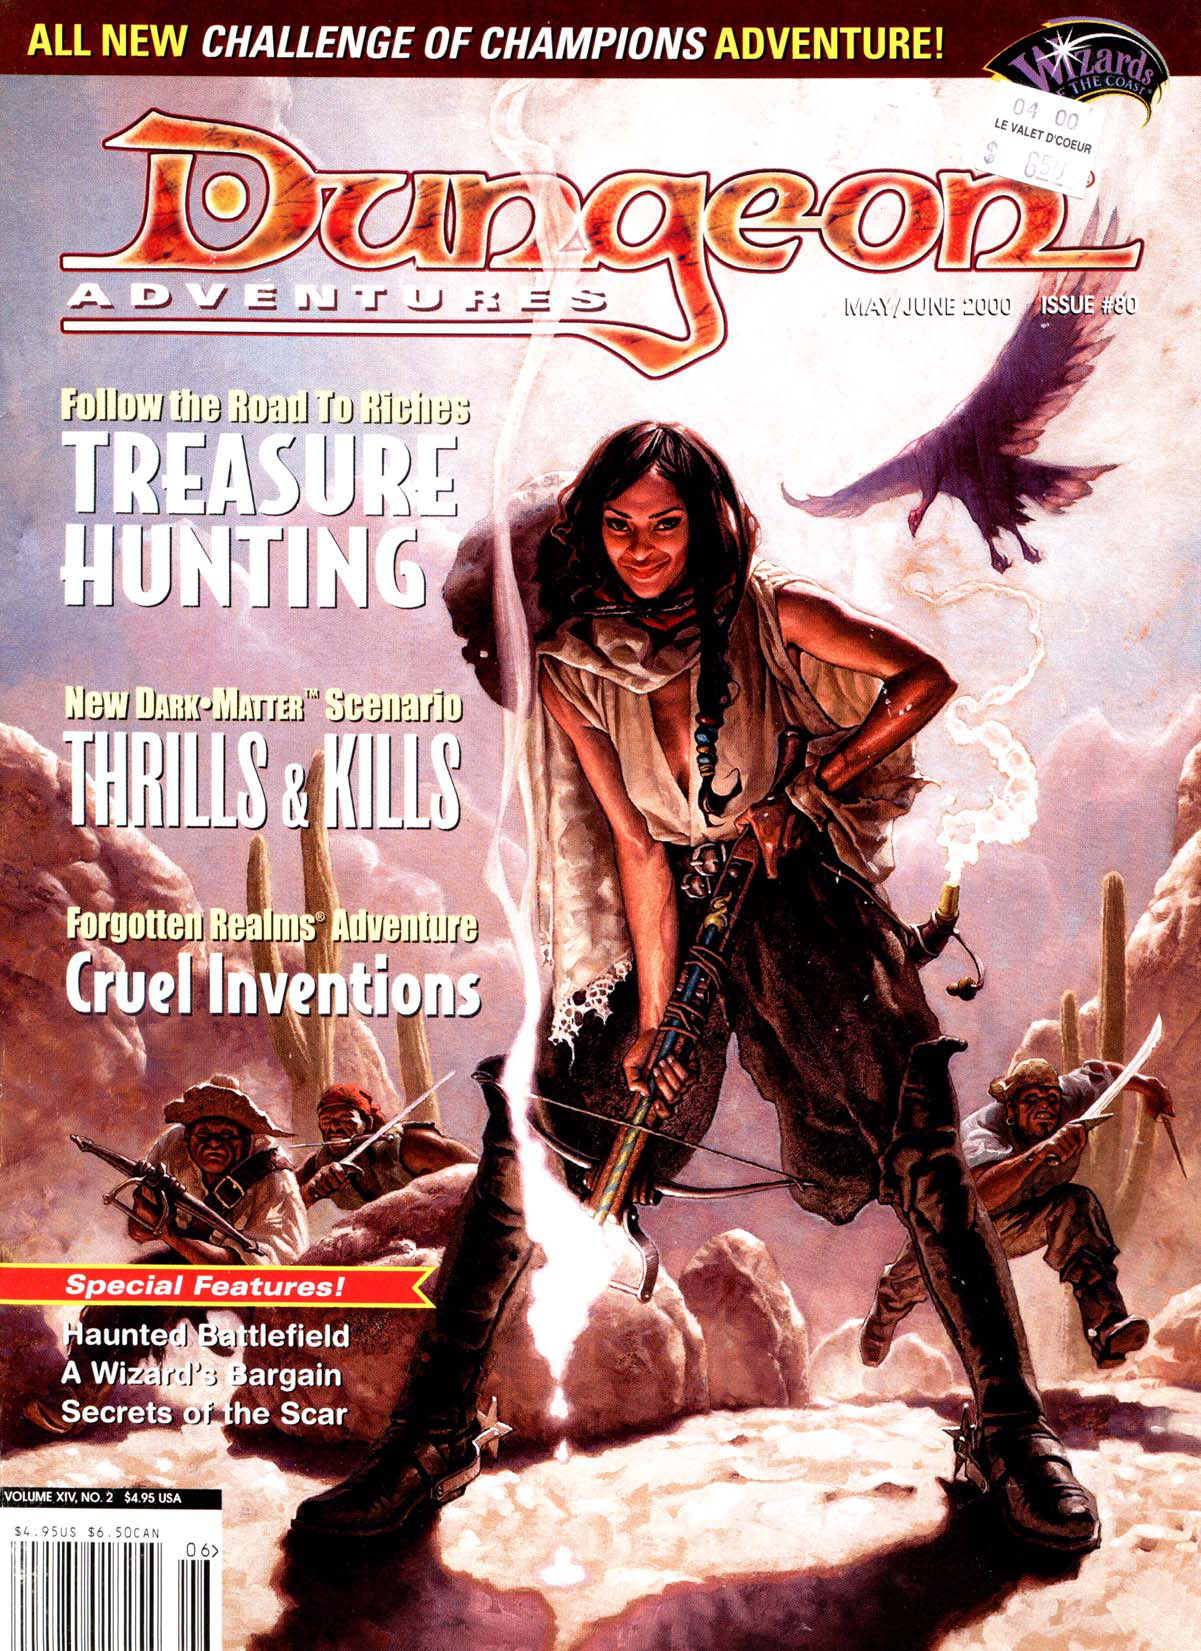 ALL NEW CHALLENGE OF CHAMPIONS ADVENTURE!
Wizards
OF THE COAST
04 00
LE VALET D'COEUR
$ 6.50
Dungeon
ADVENTURES
MAY/JUNE 2000 ISSUE #80
Follow the Road To Riches
TREASURE
HUNTING
New DARK•MATTER™ Scenario
THRILLS & KILLS
Forgotten Realms® Adventure
Cruel Inventions
Special Features!
Haunted Battlefield
A Wizard's Bargain
Secrets of the Scar
VOLUME XIV, NO. 2 $4.95 USA
$4.95US $6.50CAN
06>